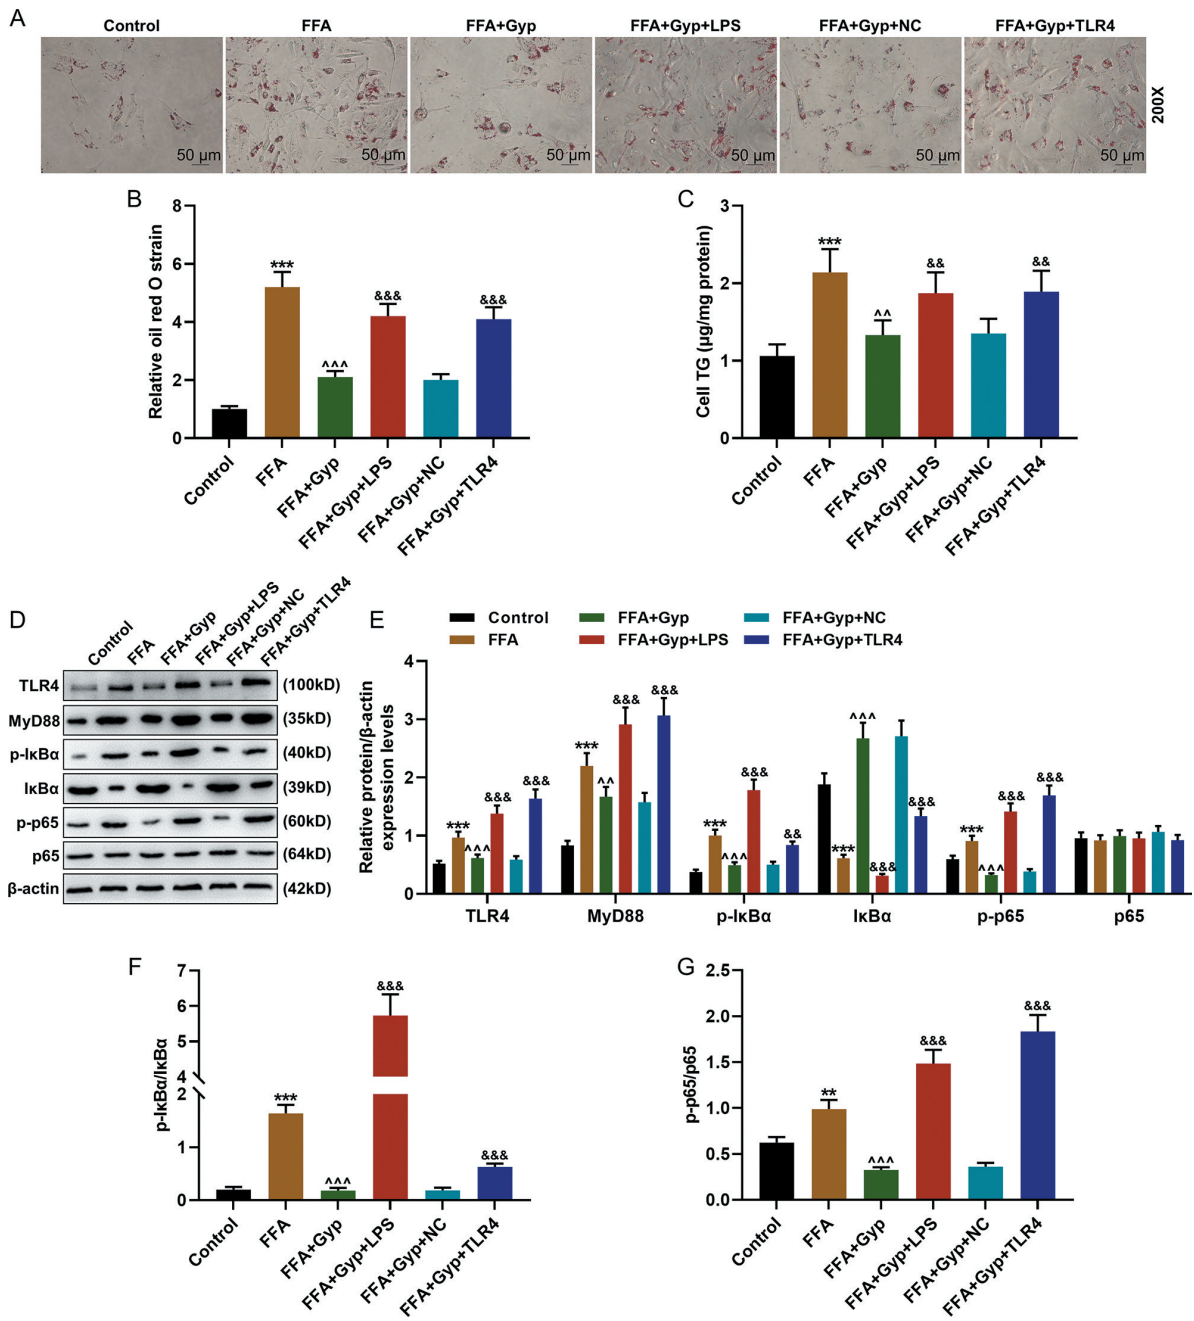 A
Control FFA FFA+Gyp FFA+Gyp+LPS FFA+Gyp+NC FFA+Gyp+TLR4
50 μm 50 μm 50 μm 50 μm 50 μm 50 μm
200X
B
Relative oil red O strain
8
6
4
2
0
***
^^^
&&&
&&&
Control FFA FFA+Gyp FFA+Gyp+LPS FFA+Gyp+NC FFA+Gyp+TLR4
C
Cell TG (μg/mg protein)
3
2
1
0
***
^^
&&
&&
Control FFA FFA+Gyp FFA+Gyp+LPS FFA+Gyp+NC FFA+Gyp+TLR4
D
Control FFA FFA+Gyp FFA+Gyp+LPS FFA+Gyp+NC FFA+Gyp+TLR4
TLR4 (100kD)
MyD88 (35kD)
p-IκBα (40kD)
IκBα (39kD)
p-p65 (60kD)
p65 (64kD)
β-actin (42kD)
E
Control FFA+Gyp FFA+Gyp+NC
FFA FFA+Gyp+LPS FFA+Gyp+TLR4
Relative protein/β-actin
expression levels
4
3
2
1
0
*** ^^^ &&& &&&
*** ^^ &&& &&&
*** ^^^ &&& &&
*** ^^^ &&& &&&
*** ^^^ &&& &&&
TLR4 MyD88 p-IκBα IκBα p-p65 p65
F
p-IκBα/IκBα
7
6
5
4
2
1
0
***
^^^
&&&
&&&
Control FFA FFA+Gyp FFA+Gyp+LPS FFA+Gyp+NC FFA+Gyp+TLR4
G
p-p65/p65
2.5
2.0
1.5
1.0
0.5
0.0
**
^^^
&&&
&&&
Control FFA FFA+Gyp FFA+Gyp+LPS FFA+Gyp+NC FFA+Gyp+TLR4